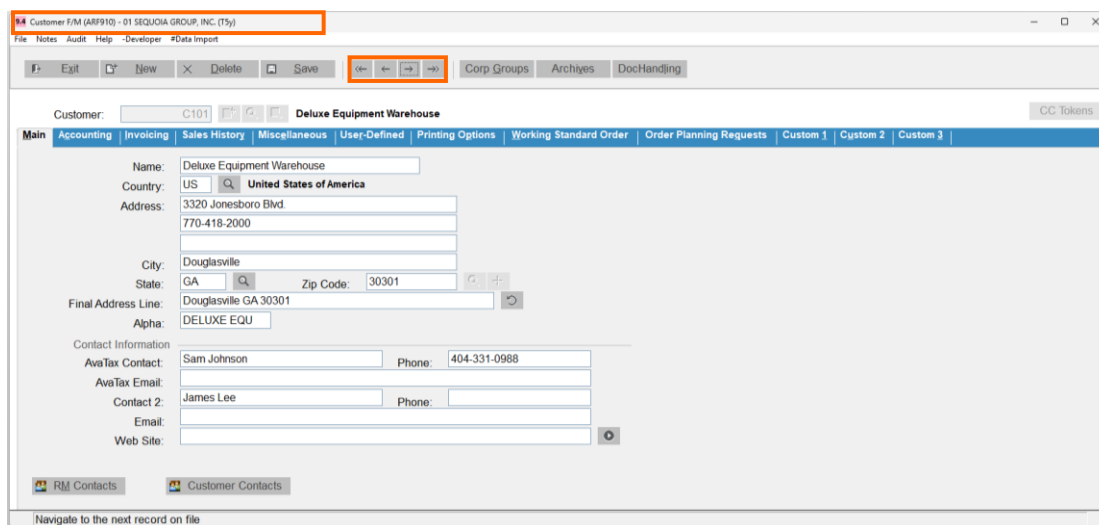 9.4 Customer F/M (ARF910) - 01 SEQUOIA GROUP, INC. (T5y)
File Notes Audit Help -Developer #Data Import
Exit New Delete Save Corp Groups Archives DocHandling
Customer: C101 Deluxe Equipment Warehouse CC Tokens
Main Accounting Invoicing Sales History Miscellaneous User-Defined Printing Options Working Standard Order Order Planning Requests Custom 1 Custom 2 Custom 3
Name: Deluxe Equipment Warehouse
Country: US United States of America
Address: 3320 Jonesboro Blvd.
770-418-2000
City: Douglasville
State: GA Zip Code: 30301
Final Address Line: Douglasville GA 30301
Alpha: DELUXE EQU
Contact Information
AvaTax Contact: Sam Johnson Phone: 404-331-0988
AvaTax Email:
Contact 2: James Lee Phone:
Email:
Web Site:
RM Contacts Customer Contacts
Navigate to the next record on file